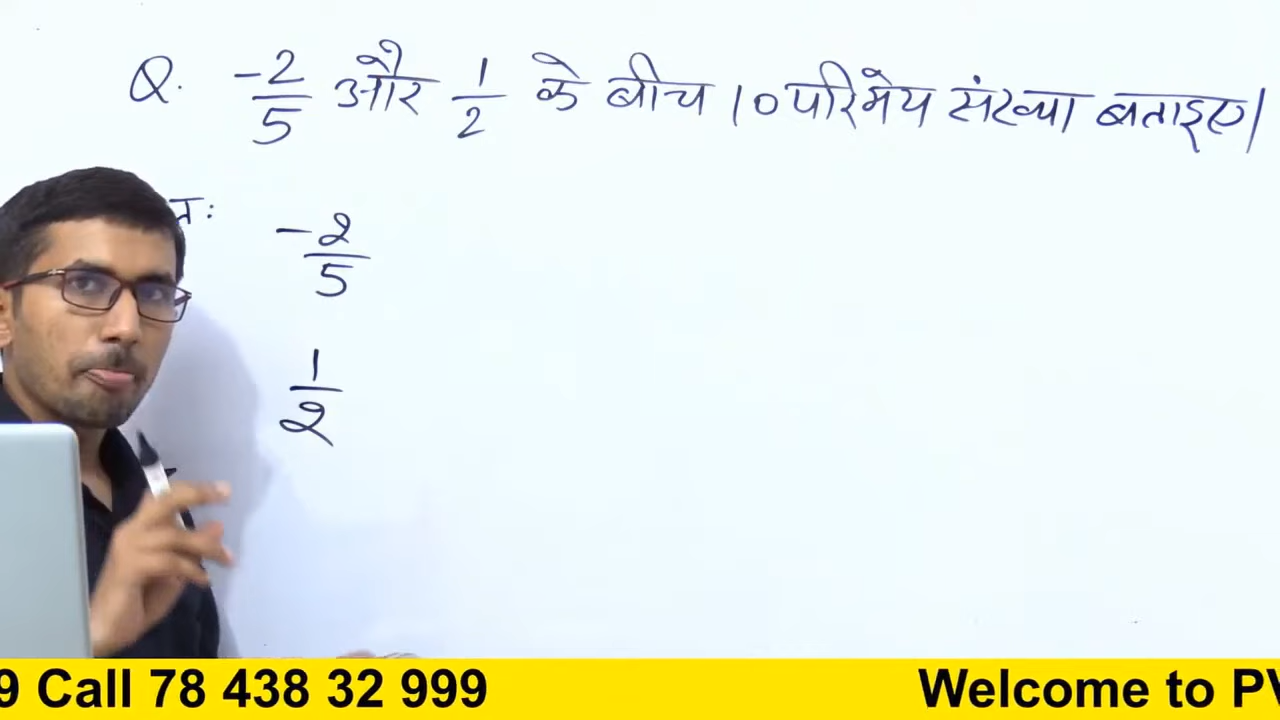 Q. -2/5 और 1/2 के बीच 10 परिमेय संख्या बताइए।
-2/5
1/2
9 Call 78 438 32 999 Welcome to PV